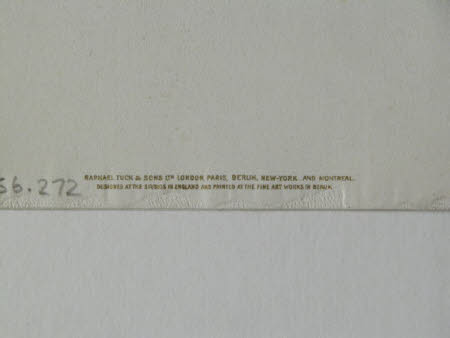 56.272
RAPHAEL TUCK & SONS LTD LONDON, PARIS, BERLIN, NEW-YORK AND MONTREAL.
DESIGNED AT THE STUDIOS IN ENGLAND AND PRINTED AT THE FINE ART WORKS IN BERLIN.